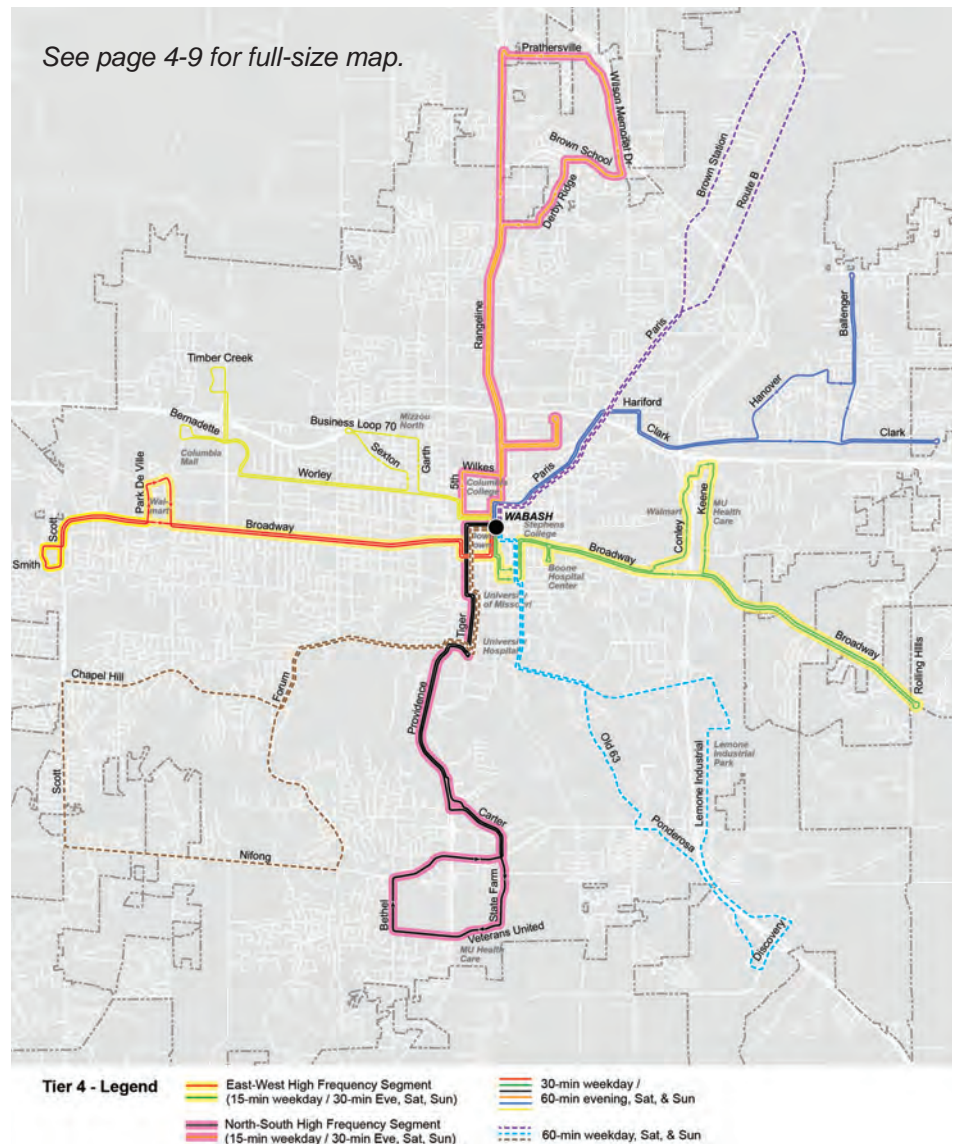 See page 4-9 for full-size map.
Prathersville
Wilson Memorial Dr
Brown School
Derby Ridge
Brown Station
Route B
Rangeline
Paris
Ballenger
Timber Creek
Hanover
Hariford
Bernadette
Business Loop 70
Mizzou
North
Clark
Clark
Columbia
Mall
Sexton
Garth
Paris
Park De Ville
Worley
5th
Wilkes
Columbia
College
Wal-
mart
Walmart
Keene
MU
Health
Care
Scott
Broadway
WABASH
Stephens
College
Conley
Smith
Broadway
Boone
Hospital
Center
University
of Missouri
Tiger
University
Hospital
Broadway
Rolling Hills
Chapel Hill
Forum
Providence
Old 63
Lemone Industrial
Lemone
Industrial
Park
Scott
Carter
Ponderosa
Nifong
State Farm
Bethel
Veterans United
MU Health
Care
Discovery
Tier 4 - Legend
East-West High Frequency Segment
(15-min weekday / 30-min Eve, Sat, Sun)
30-min weekday /
60-min evening, Sat, & Sun
North-South High Frequency Segment
(15-min weekday / 30-min Eve, Sat, Sun)
60-min weekday, Sat, & Sun